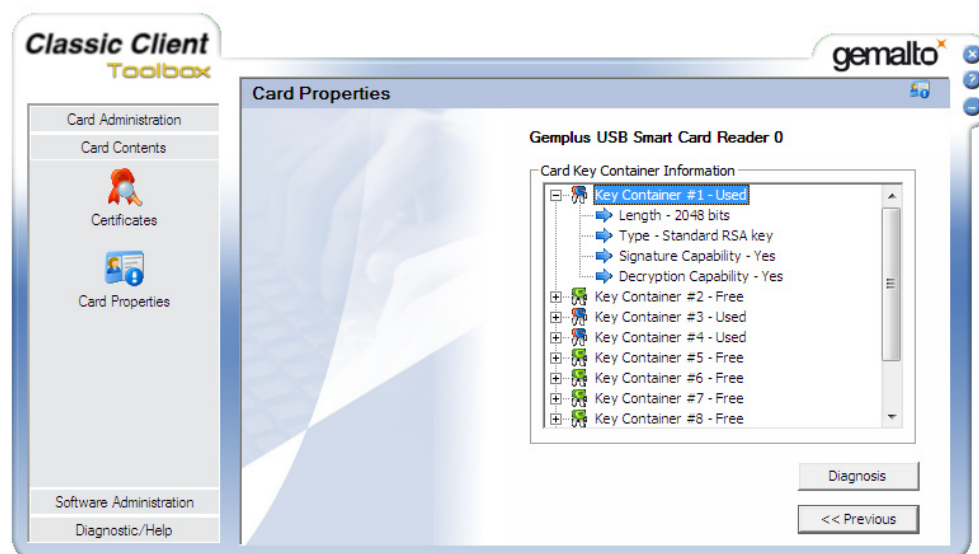 Classic Client
Toolbox
gemalto
Card Properties
Card Administration
Card Contents
Certificates
Card Properties
Software Administration
Diagnostic/Help
Gemplus USB Smart Card Reader 0
Card Key Container Information
Key Container #1 - Used
Length - 2048 bits
Type - Standard RSA key
Signature Capability - Yes
Decryption Capability - Yes
Key Container #2 - Free
Key Container #3 - Used
Key Container #4 - Used
Key Container #5 - Free
Key Container #6 - Free
Key Container #7 - Free
Key Container #8 - Free
Diagnosis
<< Previous